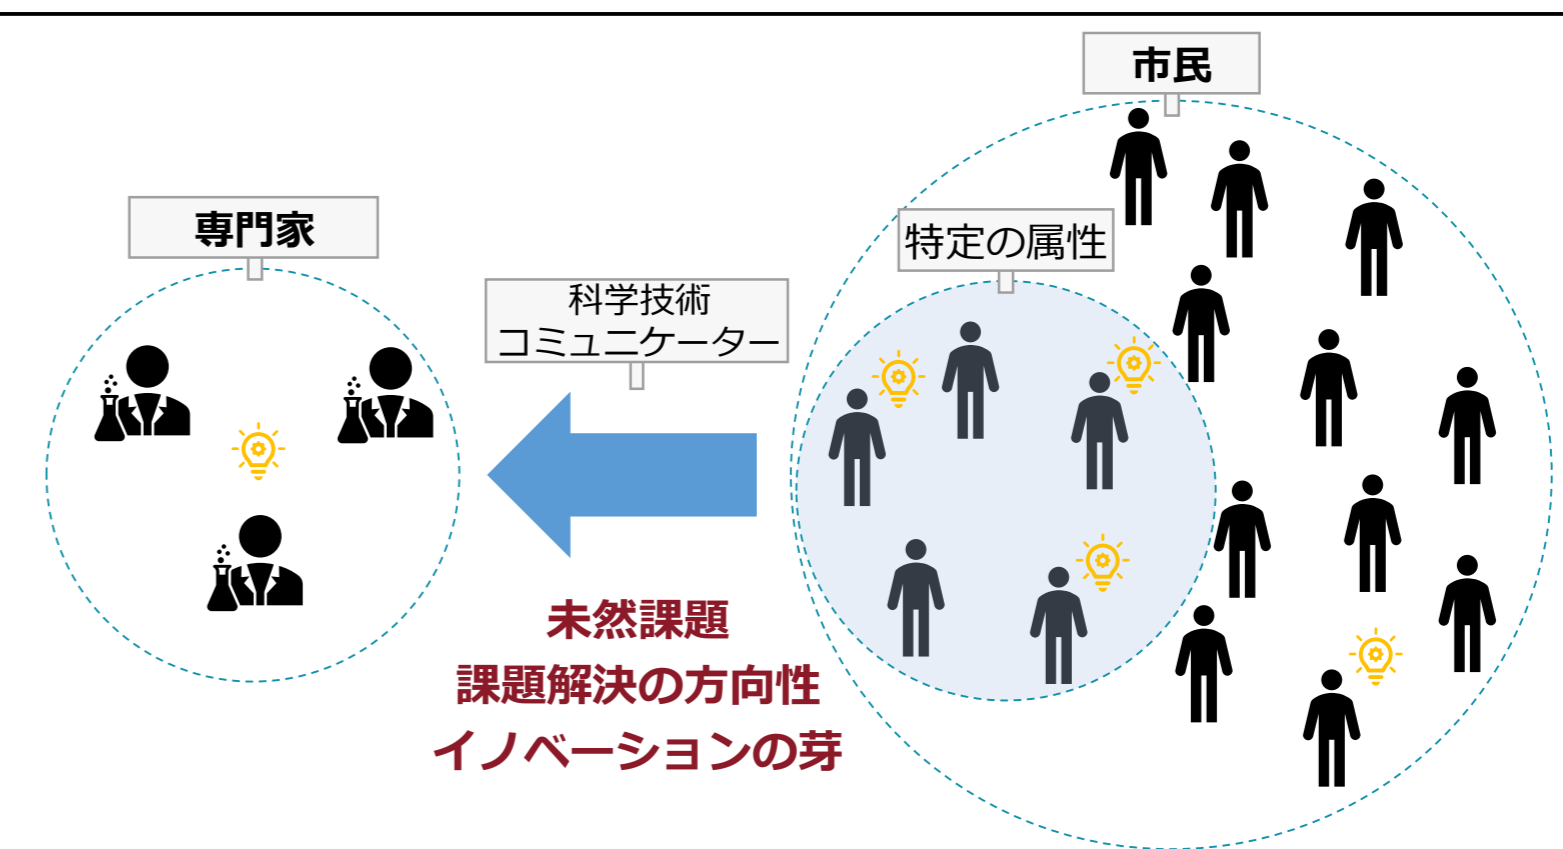 市民
専門家
特定の属性
科学技術
コミュニケーター
未然課題
課題解決の方向性
イノベーションの芽